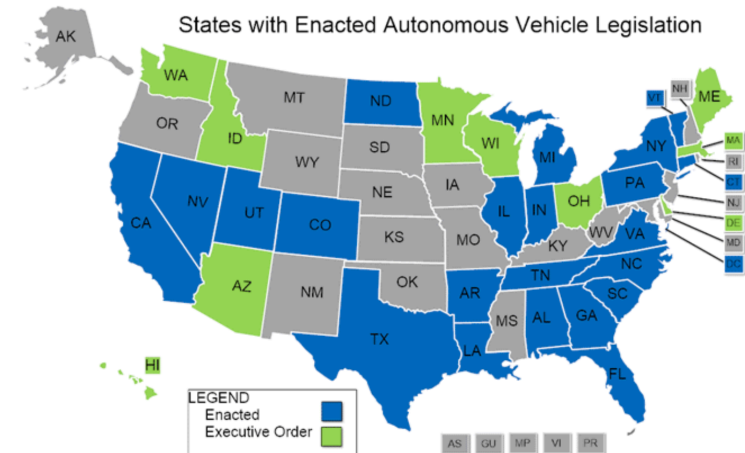 States with Enacted Autonomous Vehicle Legislation
AK
WA
MT
ND
MN
ME
NH
VT
OR
ID
WY
SD
WI
MI
NY
MA
RI
CT
NJ
DE
MD
DC
CA
NV
UT
CO
NE
IA
IL
IN
OH
PA
KS
MO
KY
WV
VA
AZ
NM
OK
AR
TN
NC
SC
TX
LA
MS
AL
GA
FL
HI
LEGEND
Enacted
Executive Order
AS
GU
MP
VI
PR